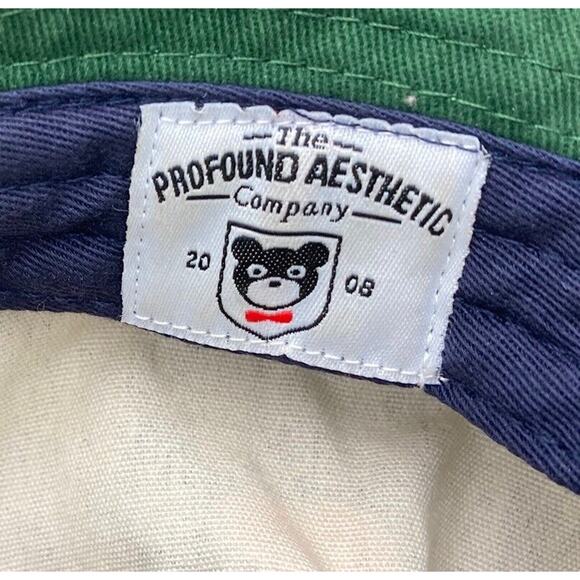 The
PROFOUND AESTHETIC
Company
20 08